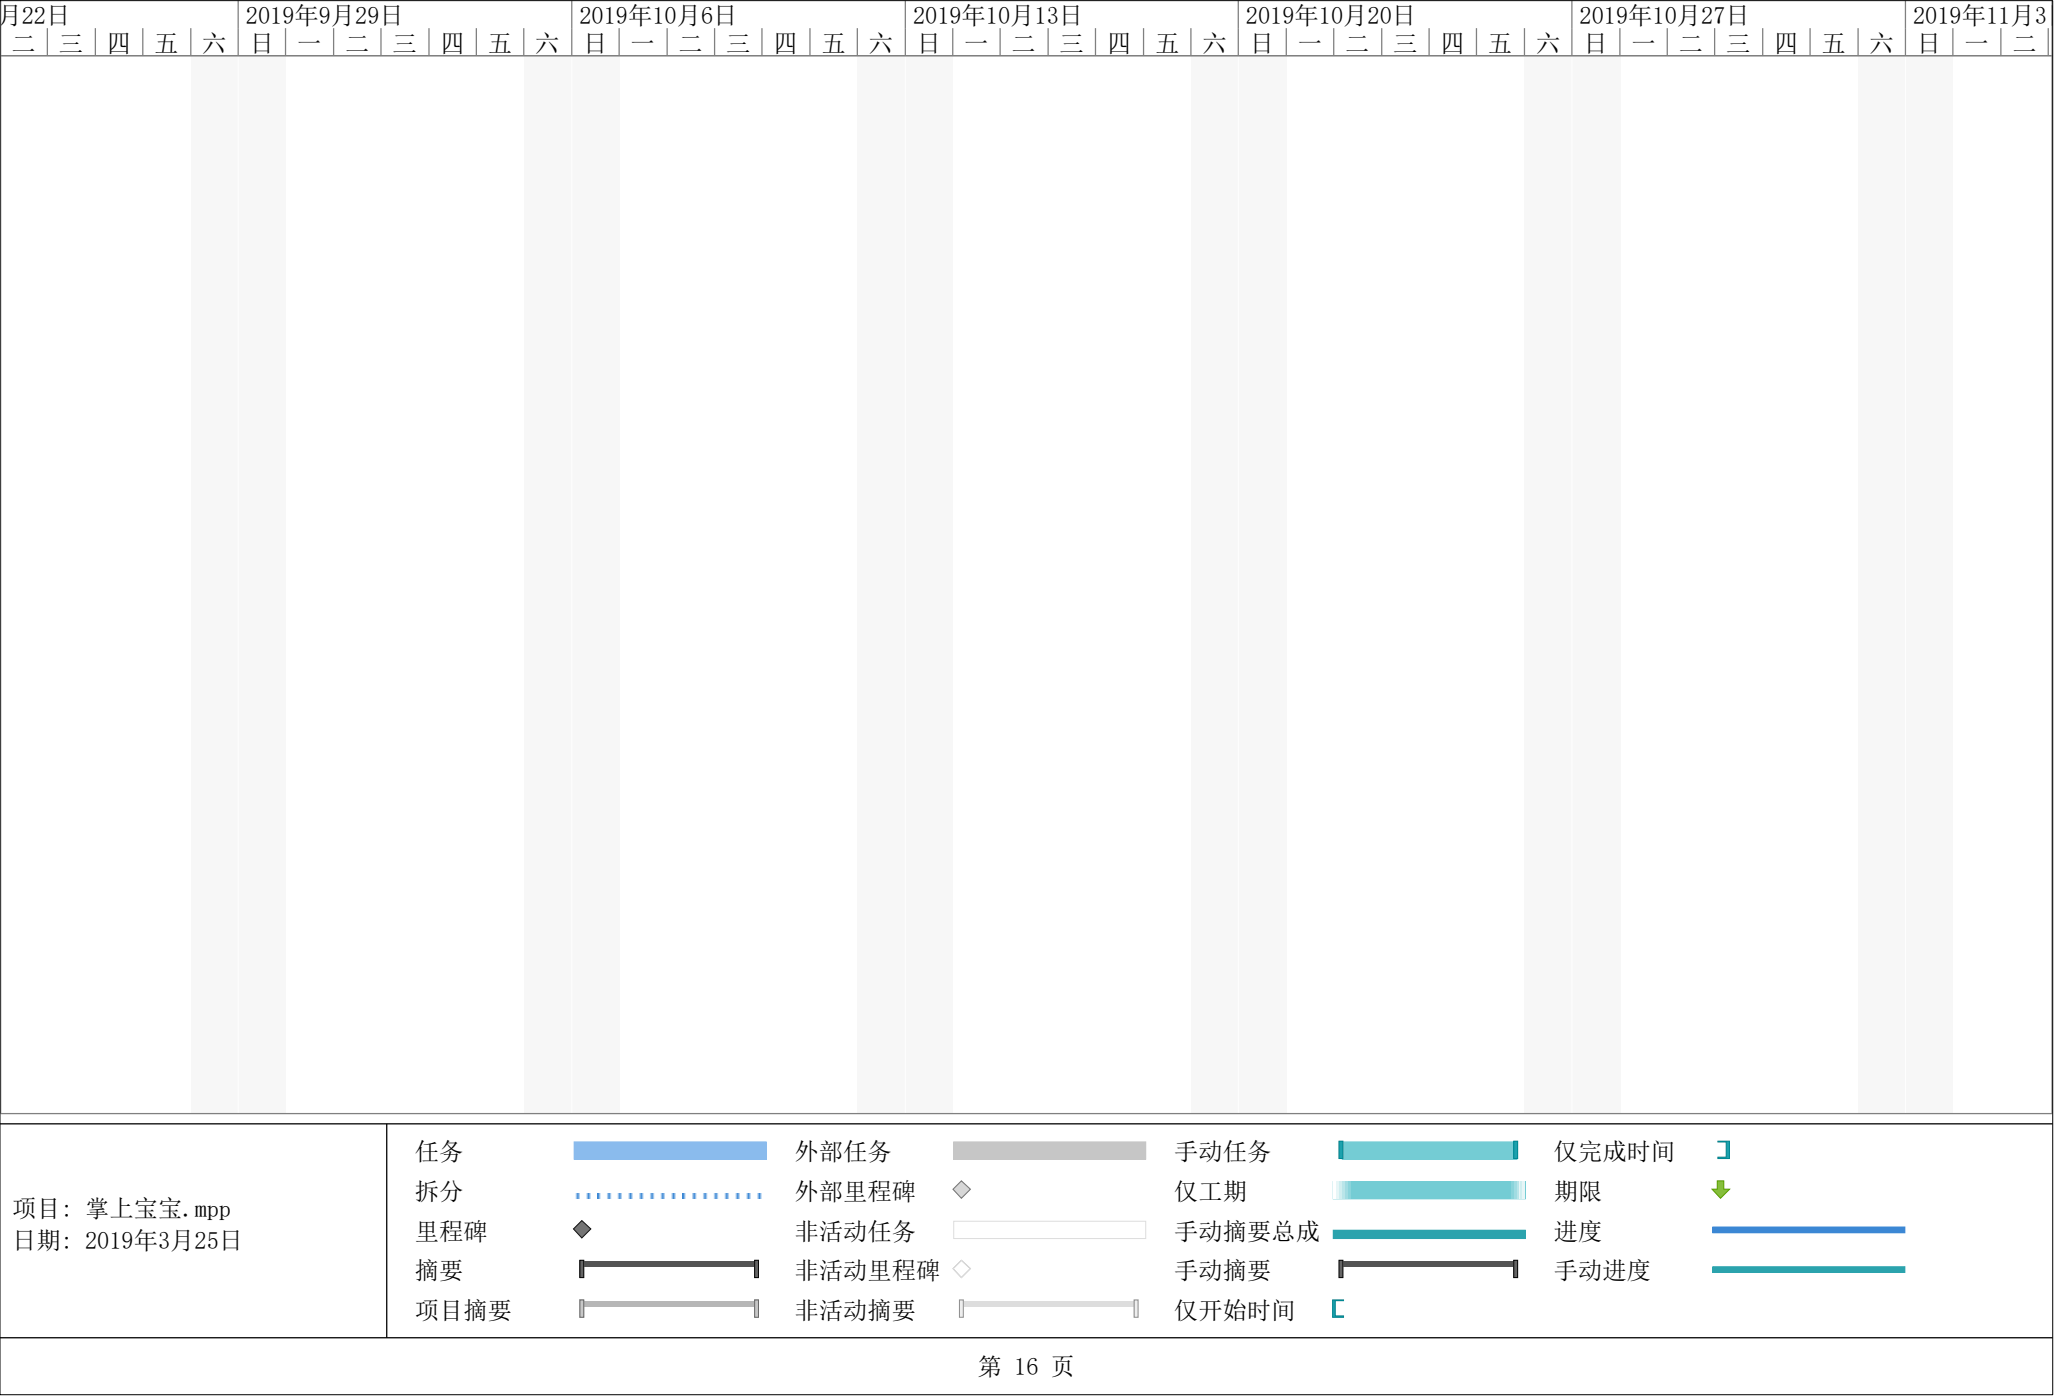 月22日 2019年9月29日 2019年10月6日 2019年10月13日 2019年10月20日 2019年10月27日 2019年11月3
二 三 四 五 六 日 一 二 三 四 五 六 日 一 二 三 四 五 六 日 一 二 三 四 五 六 日 一 二 三 四 五 六 日 一 二 三 四 五 六 日 一 二
项目: 掌上宝宝.mpp
日期: 2019年3月25日
任务 外部任务 手动任务 仅完成时间
拆分 外部里程碑 仅工期 期限
里程碑 非活动任务 手动摘要总成 进度
摘要 非活动里程碑 手动摘要 手动进度
项目摘要 非活动摘要 仅开始时间
第 16 页